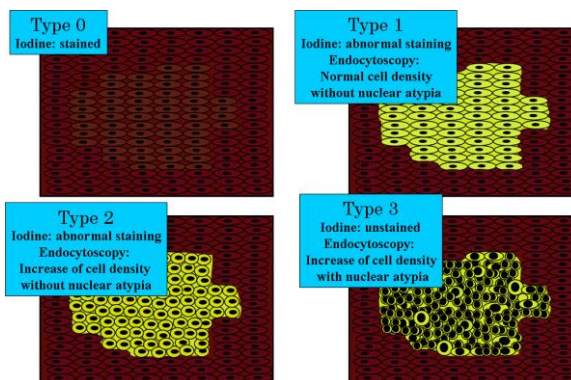 Type 0
Iodine: stained
Type 1
Iodine: abnormal staining
Endocytoscopy:
Normal cell density
without nuclear atypia
Type 2
Iodine: abnormal staining
Endocytoscopy:
Increase of cell density
without nuclear atypia
Type 3
Iodine: unstained
Endocytoscopy:
Increase of cell density
with nuclear atypia